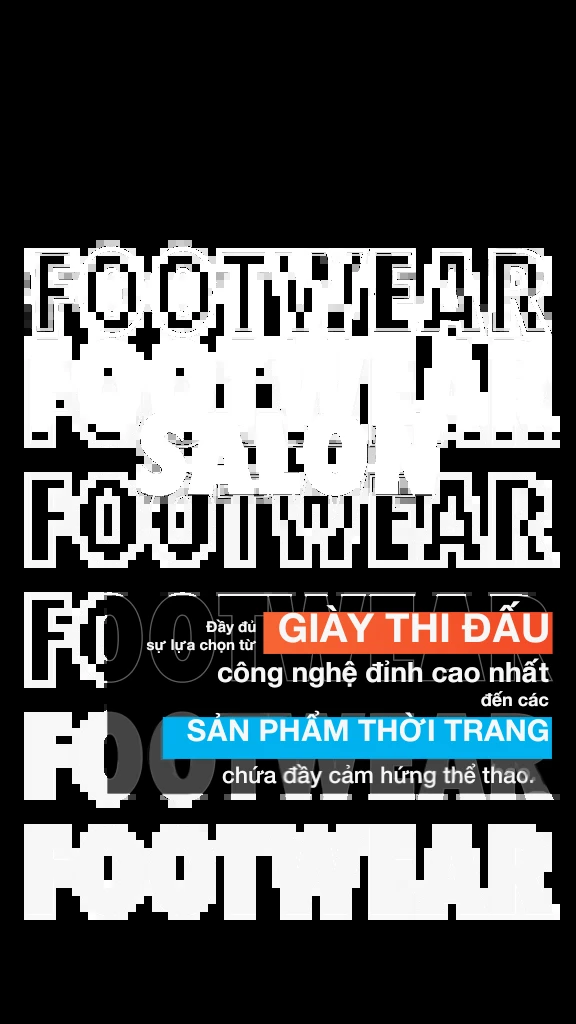 FOOTWEAR
FOOTWEAR
SALON
FOOTWEAR
FOOTWEAR
Đầy đủ
sự lựa chọn từ
GIÀY THI ĐẤU
công nghệ đỉnh cao nhất
đến các
SẢN PHẨM THỜI TRANG
FOOTWEAR
chứa đầy cảm hứng thể thao.
FOOTWEAR